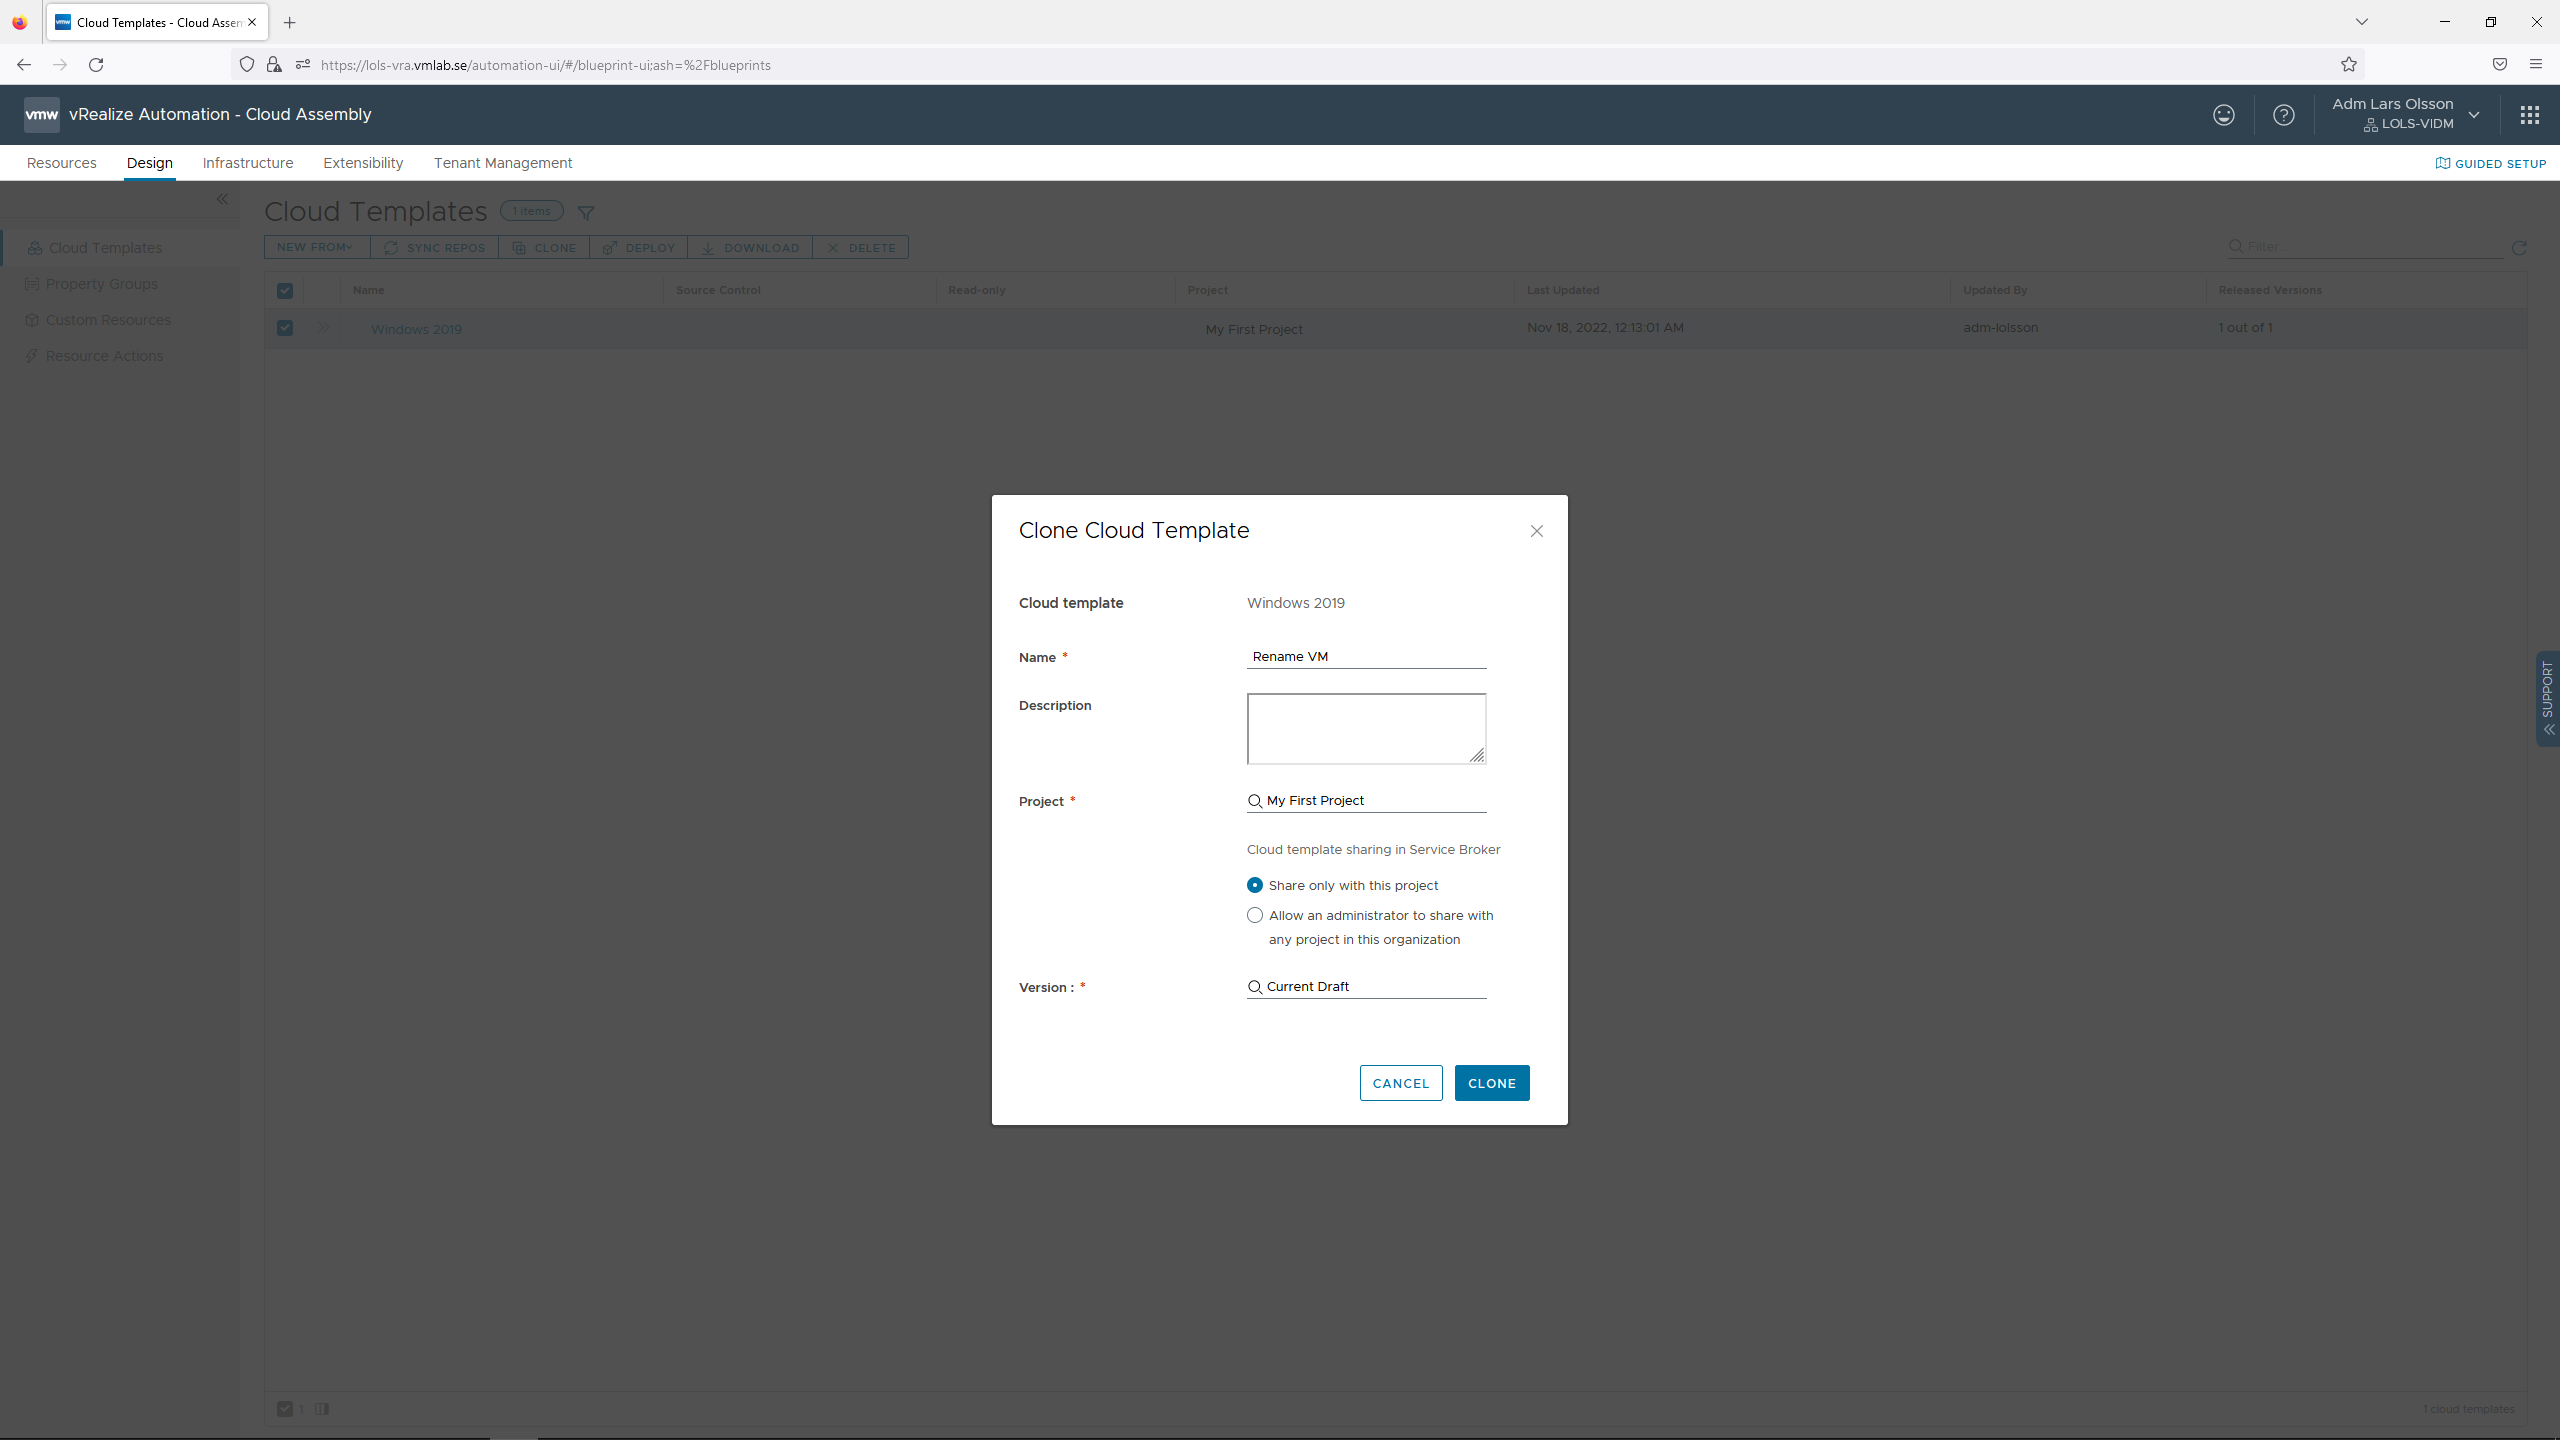 Cloud Templates - Cloud Assem
https://lols-vra.vmlab.se/automation-ui/#/blueprint-ui;ash=%2Fblueprints
vmw vRealize Automation - Cloud Assembly
Adm Lars Olsson
LOLS-VIDM
Resources Design Infrastructure Extensibility Tenant Management
GUIDED SETUP
Cloud Templates 1 items
Cloud Templates
Property Groups
Custom Resources
Resource Actions
NEW FROM SYNC REPOS CLONE DEPLOY DOWNLOAD DELETE
Filter...
Name Source Control Read-only Project Last Updated Updated By Released Versions
Windows 2019 My First Project Nov 18, 2022, 12:13:01 AM adm-lolsson 1 out of 1
Clone Cloud Template
Cloud template Windows 2019
Name * Rename VM
Description
Project * My First Project
Cloud template sharing in Service Broker
Share only with this project
Allow an administrator to share with
any project in this organization
Version : * Current Draft
CANCEL CLONE
SUPPORT
1
1 cloud templates